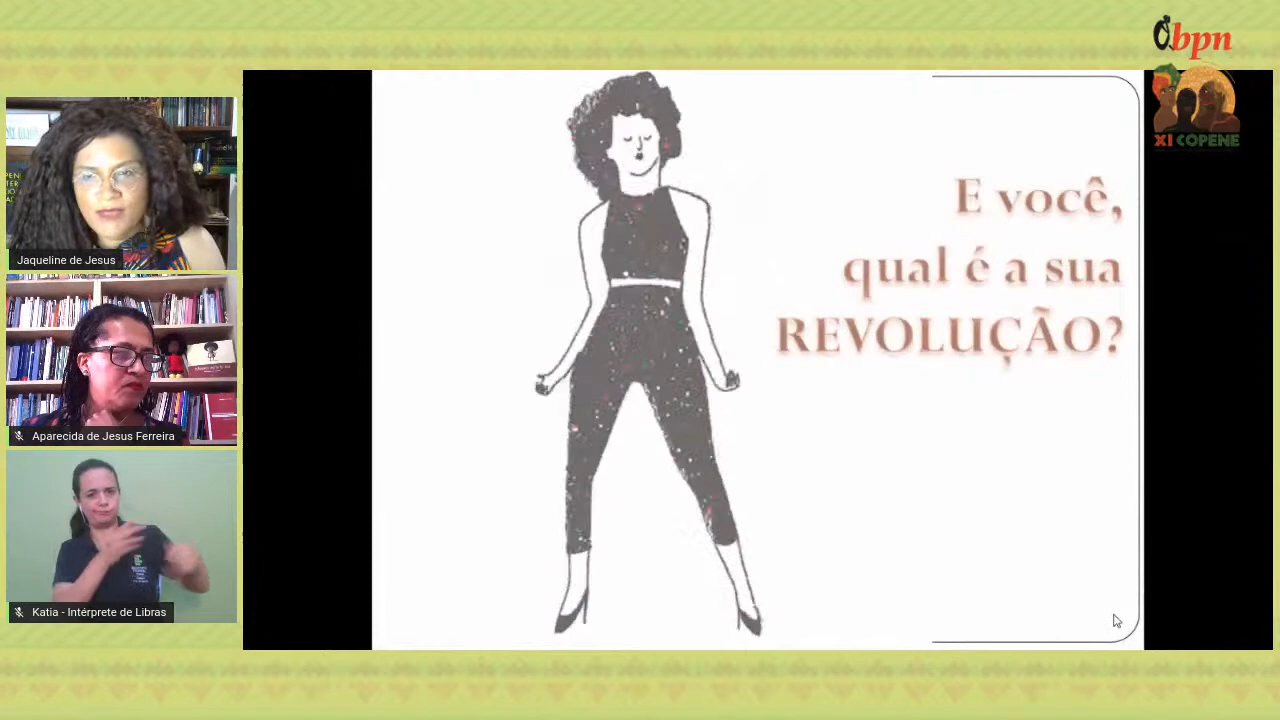 bpn
XI COPENE
E você,
qual é a sua
REVOLUÇÃO?
Jaqueline de Jesus
Aparecida de Jesus Ferreira
Katia - Intérprete de Libras